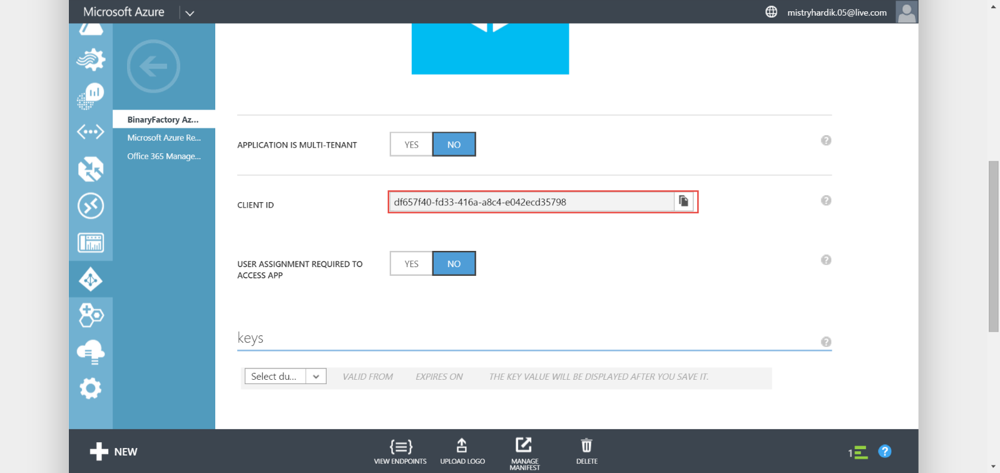 Microsoft Azure
mistryhardik.05@live.com
BinaryFactory Az...
Microsoft Azure Re...
Office 365 Manage...
APPLICATION IS MULTI-TENANT
YES
NO
?
CLIENT ID
df657f40-fd33-416a-a8c4-e042ecd35798
?
USER ASSIGNMENT REQUIRED TO
ACCESS APP
YES
NO
?
keys
?
Select du...
VALID FROM
EXPIRES ON
THE KEY VALUE WILL BE DISPLAYED AFTER YOU SAVE IT.
NEW
VIEW ENDPOINTS
UPLOAD LOGO
MANAGE
MANIFEST
DELETE
1
?